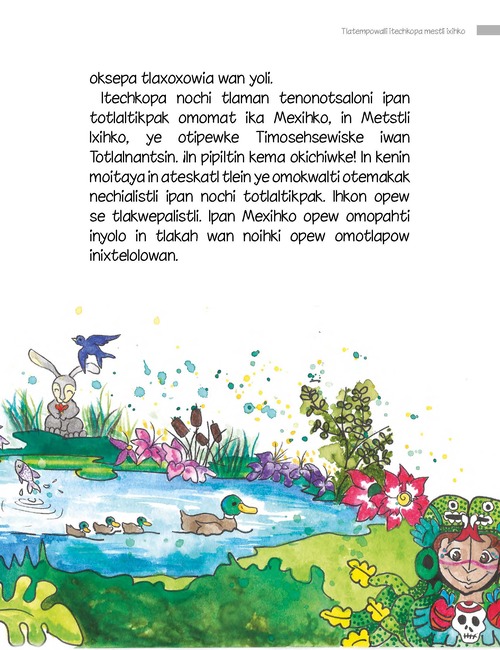 Tlatempowalli itechkopa mestli ixihko
oksepa tlaxoxowia wan yoli.
Itechkopa nochi tlaman tenonotsaloni ipan
totlaltikpak omomat ika Mexihko, in Metstli
Ixihko, ye otipewke Timosehsewiske iwan
Totlalnantsin. ¡In pipiltin kema okichiwke! In kenin
moitaya in ateskatl tlein ye omokwalti otemakak
nechialistli ipan nochi totlaltikpak. Ihkon opew
se tlakwepalistli. Ipan Mexihko opew omopahti
inyolo in tlakah wan noihki opew omotlapow
inixtelolowan.